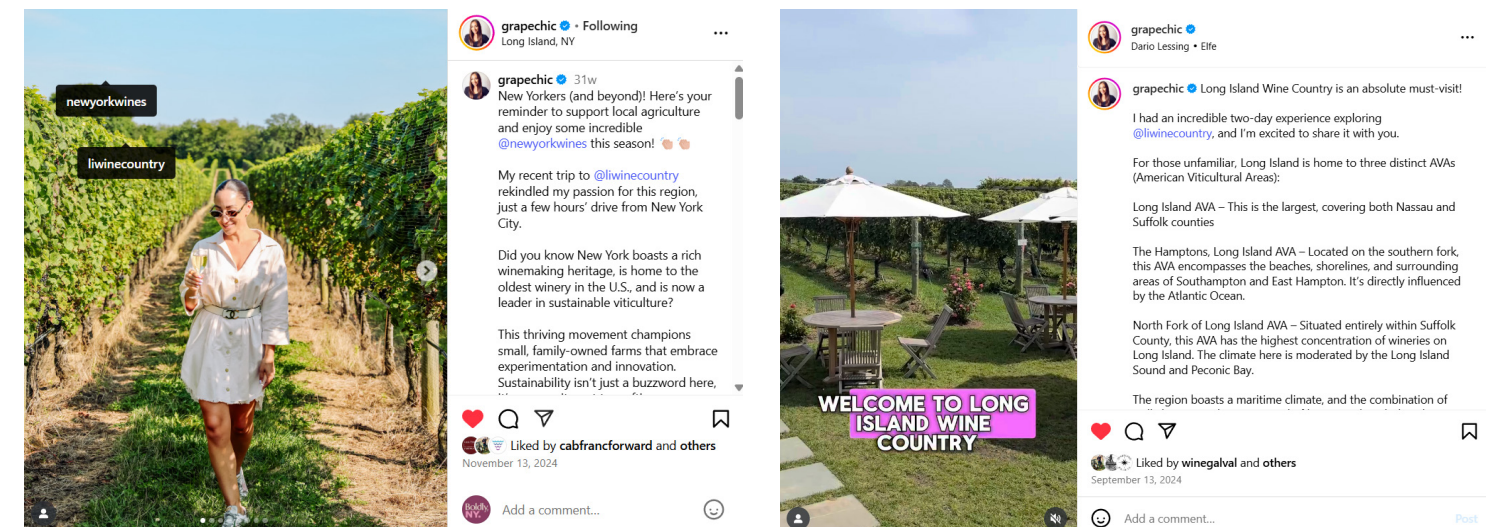 newyorkwines
liwinecountry
grapechic • Following
Long Island, NY
grapechic 31w
New Yorkers (and beyond)! Here's your
reminder to support local agriculture
and enjoy some incredible
@newyorkwines this season!
My recent trip to @liwinecountry
rekindled my passion for this region,
just a few hours' drive from New York
City.
Did you know New York boasts a rich
winemaking heritage, is home to the
oldest winery in the U.S., and is now a
leader in sustainable viticulture?
This thriving movement champions
small, family-owned farms that embrace
experimentation and innovation.
Sustainability isn't just a buzzword here,
Liked by cabfrancforward and others
November 13, 2024
Boldly,
NY.
Add a comment...
WELCOME TO LONG
ISLAND WINE
COUNTRY
grapechic
Dario Lessing • Elfe
grapechic Long Island Wine Country is an absolute must-visit!
I had an incredible two-day experience exploring
@liwinecountry, and I'm excited to share it with you.
For those unfamiliar, Long Island is home to three distinct AVAs
(American Viticultural Areas):
Long Island AVA – This is the largest, covering both Nassau and
Suffolk counties
The Hamptons, Long Island AVA – Located on the southern fork,
this AVA encompasses the beaches, shorelines, and surrounding
areas of Southampton and East Hampton. It's directly influenced
by the Atlantic Ocean.
North Fork of Long Island AVA – Situated entirely within Suffolk
County, this AVA has the highest concentration of wineries on
Long Island. The climate here is moderated by the Long Island
Sound and Peconic Bay.
The region boasts a maritime climate, and the combination of
Liked by winegalval and others
September 13, 2024
Add a comment...
Post